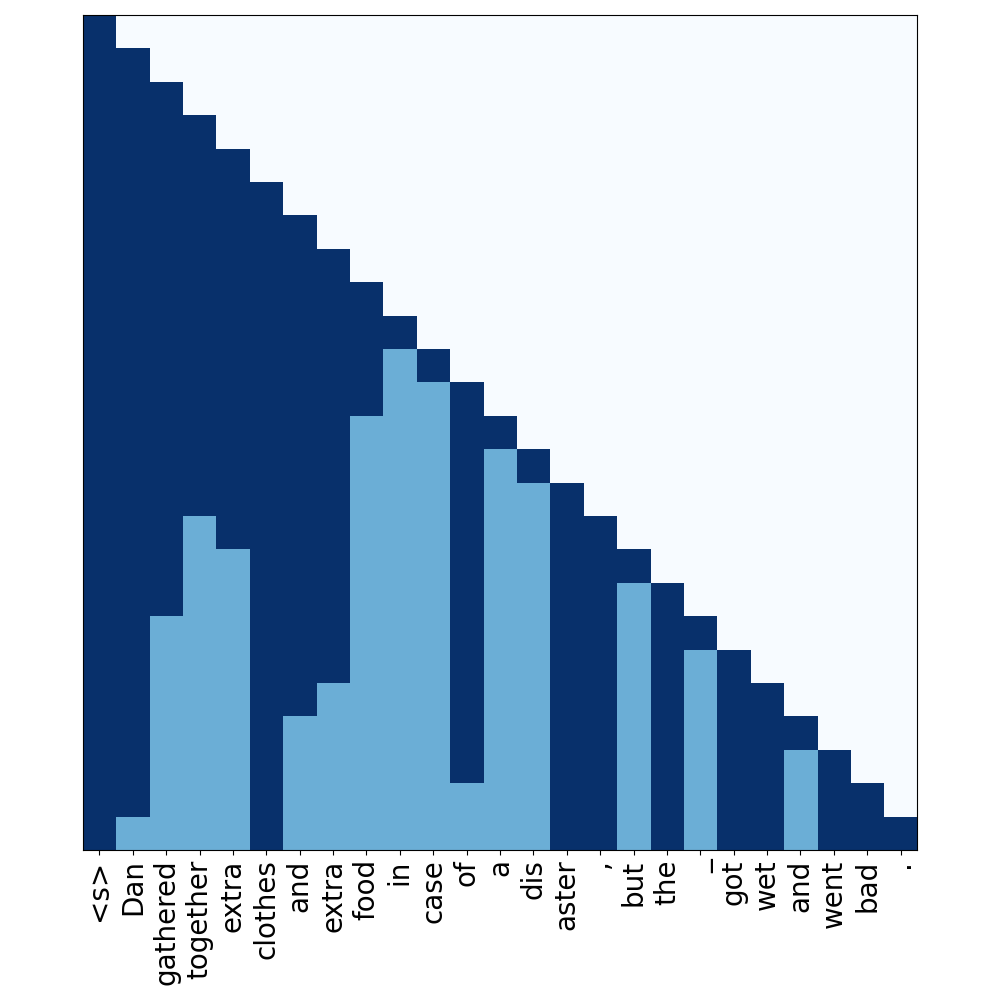 <s> Dan gathered together extra clothes and extra food in case of a dis aster , but the _ got wet and went bad .